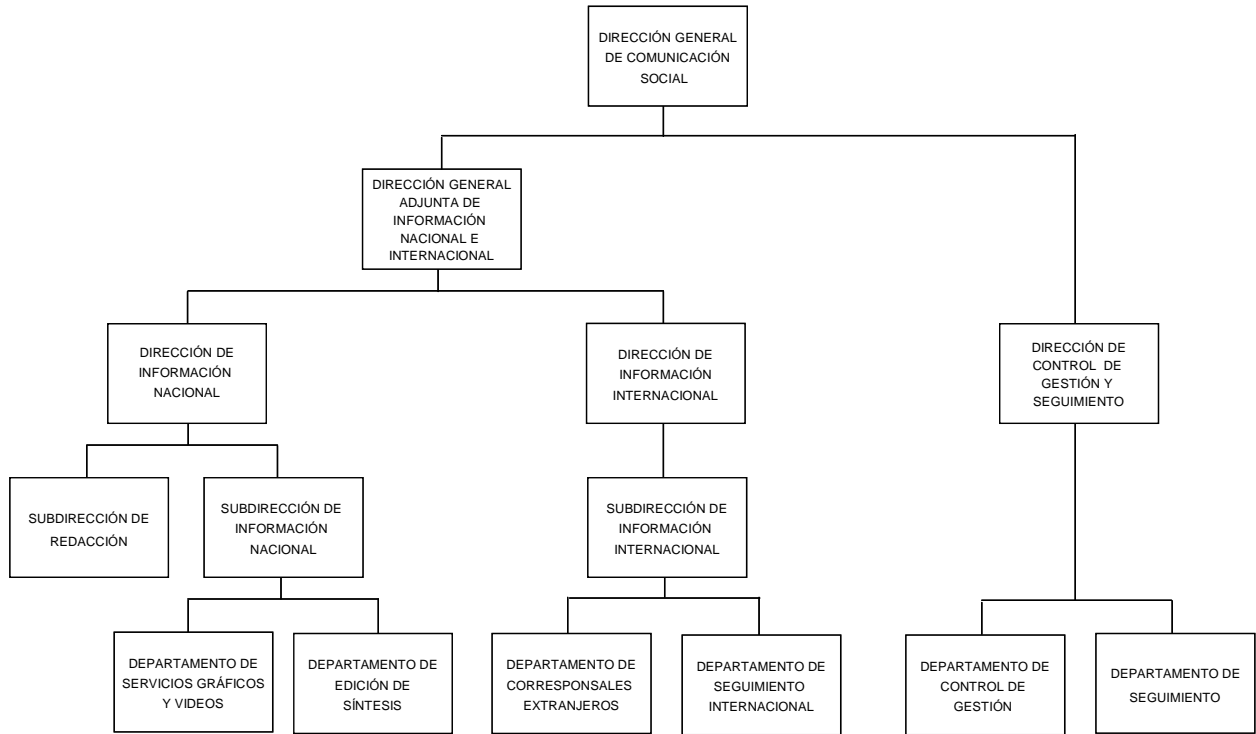 DIRECCIÓN GENERAL
DE COMUNICACIÓN
SOCIAL
DIRECCIÓN GENERAL
ADJUNTA DE
INFORMACIÓN
NACIONAL E
INTERNACIONAL
DIRECCIÓN DE
INFORMACIÓN
NACIONAL
DIRECCIÓN DE
INFORMACIÓN
INTERNACIONAL
DIRECCIÓN DE
CONTROL DE
GESTIÓN Y
SEGUIMIENTO
SUBDIRECCIÓN DE
REDACCIÓN
SUBDIRECCIÓN DE
INFORMACIÓN
NACIONAL
SUBDIRECCIÓN DE
INFORMACIÓN
INTERNACIONAL
DEPARTAMENTO DE
SERVICIOS GRÁFICOS
Y VIDEOS
DEPARTAMENTO DE
EDICIÓN DE
SÍNTESIS
DEPARTAMENTO DE
CORRESPONSALES
EXTRANJEROS
DEPARTAMENTO DE
SEGUIMIENTO
INTERNACIONAL
DEPARTAMENTO DE
CONTROL DE
GESTIÓN
DEPARTAMENTO DE
SEGUIMIENTO